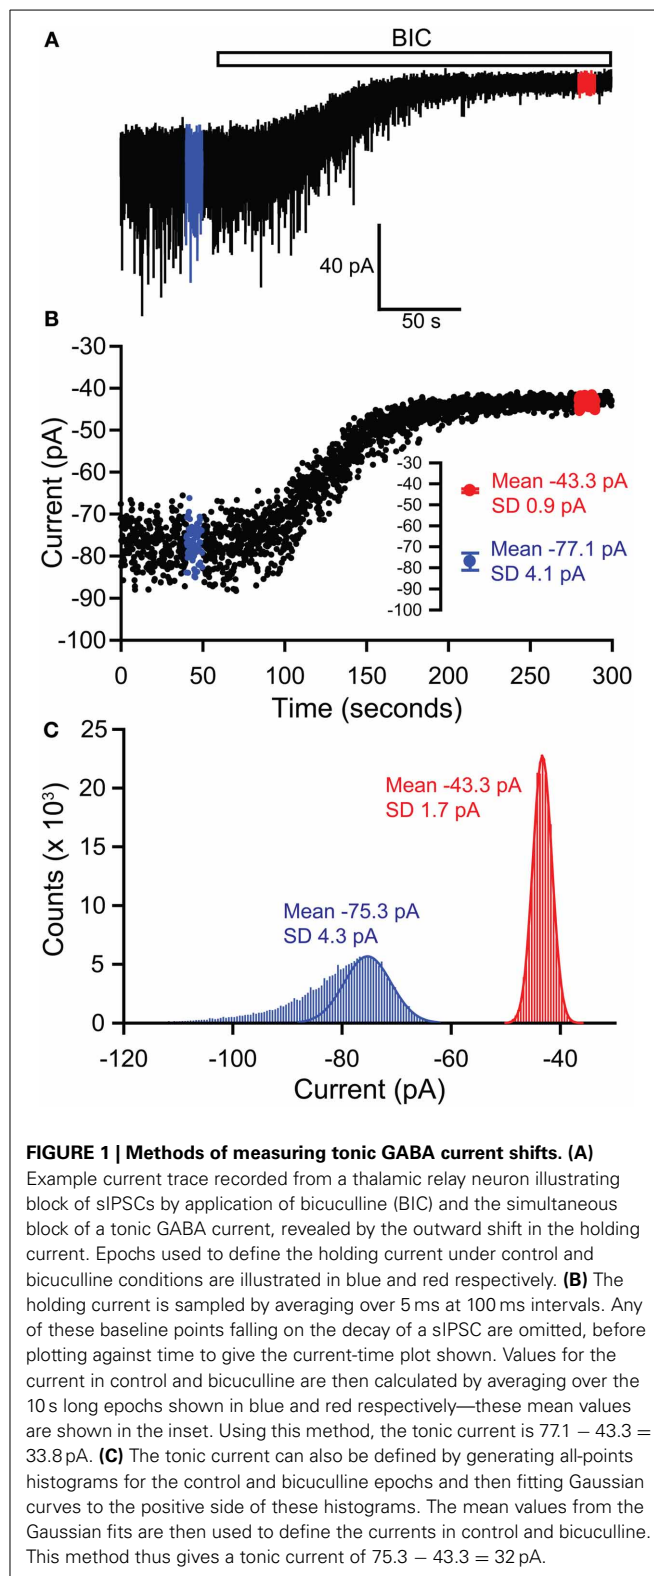 A
BIC
40 pA
50 s
B
-30
-40
-50
-60
-70
-80
-90
-100
Current (pA)
-30
-40
-50
-60
-70
-80
-90
-100
Mean -43.3 pA
SD 0.9 pA
Mean -77.1 pA
SD 4.1 pA
0 50 100 150 200 250 300
Time (seconds)
C
25
20
15
10
5
0
Counts (x 10³)
Mean -43.3 pA
SD 1.7 pA
Mean -75.3 pA
SD 4.3 pA
-120 -100 -80 -60 -40
Current (pA)
FIGURE 1 | Methods of measuring tonic GABA current shifts. (A)
Example current trace recorded from a thalamic relay neuron illustrating
block of sIPSCs by application of bicuculline (BIC) and the simultaneous
block of a tonic GABA current, revealed by the outward shift in the holding
current. Epochs used to define the holding current under control and
bicuculline conditions are illustrated in blue and red respectively. (B) The
holding current is sampled by averaging over 5 ms at 100 ms intervals. Any
of these baseline points falling on the decay of a sIPSC are omitted, before
plotting against time to give the current-time plot shown. Values for the
current in control and bicuculline are then calculated by averaging over the
10 s long epochs shown in blue and red respectively—these mean values
are shown in the inset. Using this method, the tonic current is 77.1 − 43.3 =
33.8 pA. (C) The tonic current can also be defined by generating all-points
histograms for the control and bicuculline epochs and then fitting Gaussian
curves to the positive side of these histograms. The mean values from the
Gaussian fits are then used to define the currents in control and bicuculline.
This method thus gives a tonic current of 75.3 − 43.3 = 32 pA.